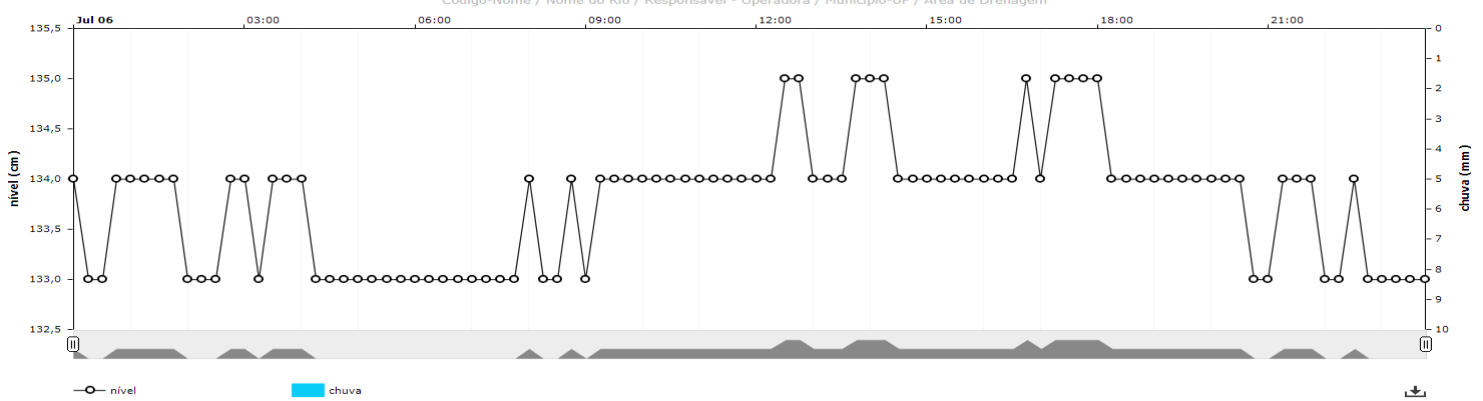 Código-Nome / Nome do Rio / Responsável - Operadora / Município-UF / Área de Drenagem
Jul 06 03:00 06:00 09:00 12:00 15:00 18:00 21:00
135,5 0
1
135,0
2
3
134,5
4
134,0 5
6
133,5
7
133,0 8
9
132,5 10
nível (cm)
chuva (mm)
nível chuva